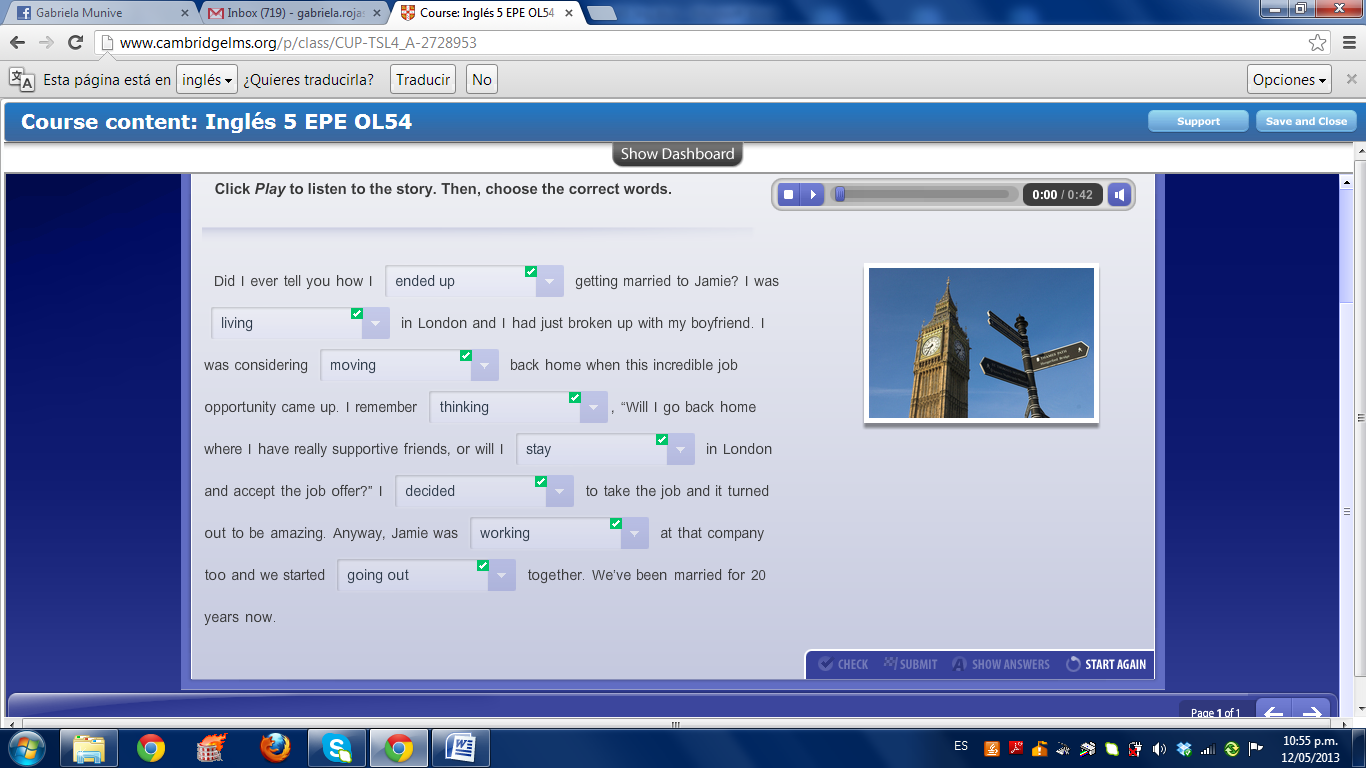 Gabriela Munive
Inbox (719) - gabriela.rojas
Course: Inglés 5 EPE OL54
www.cambridgelms.org/p/class/CUP-TSL4_A-2728953
Esta página está en inglés ¿Quieres traducirla? Traducir No Opciones
Course content: Inglés 5 EPE OL54
Support
Save and Close
Show Dashboard
Click Play to listen to the story. Then, choose the correct words.
0:00 / 0:42
Did I ever tell you how I ended up getting married to Jamie? I was
living in London and I had just broken up with my boyfriend. I
was considering moving back home when this incredible job
opportunity came up. I remember thinking, “Will I go back home
where I have really supportive friends, or will I stay in London
and accept the job offer?” I decided to take the job and it turned
out to be amazing. Anyway, Jamie was working at that company
too and we started going out together. We’ve been married for 20
years now.
CHECK SUBMIT SHOW ANSWERS START AGAIN
Page 1 of 1
ES
10:55 p.m.
12/05/2013